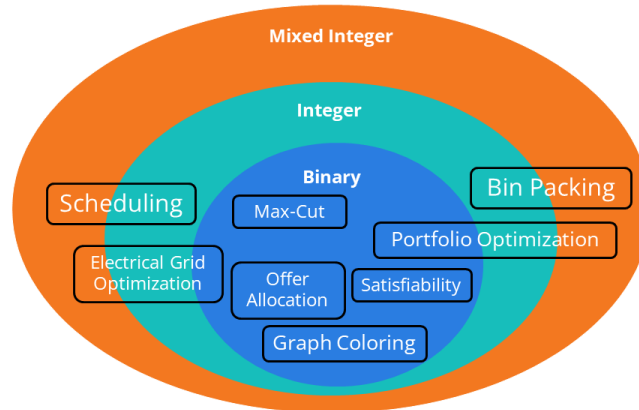 Mixed Integer
Integer
Binary
Scheduling
Max-Cut
Bin Packing
Portfolio Optimization
Electrical Grid
Optimization
Offer
Allocation
Satisfiability
Graph Coloring